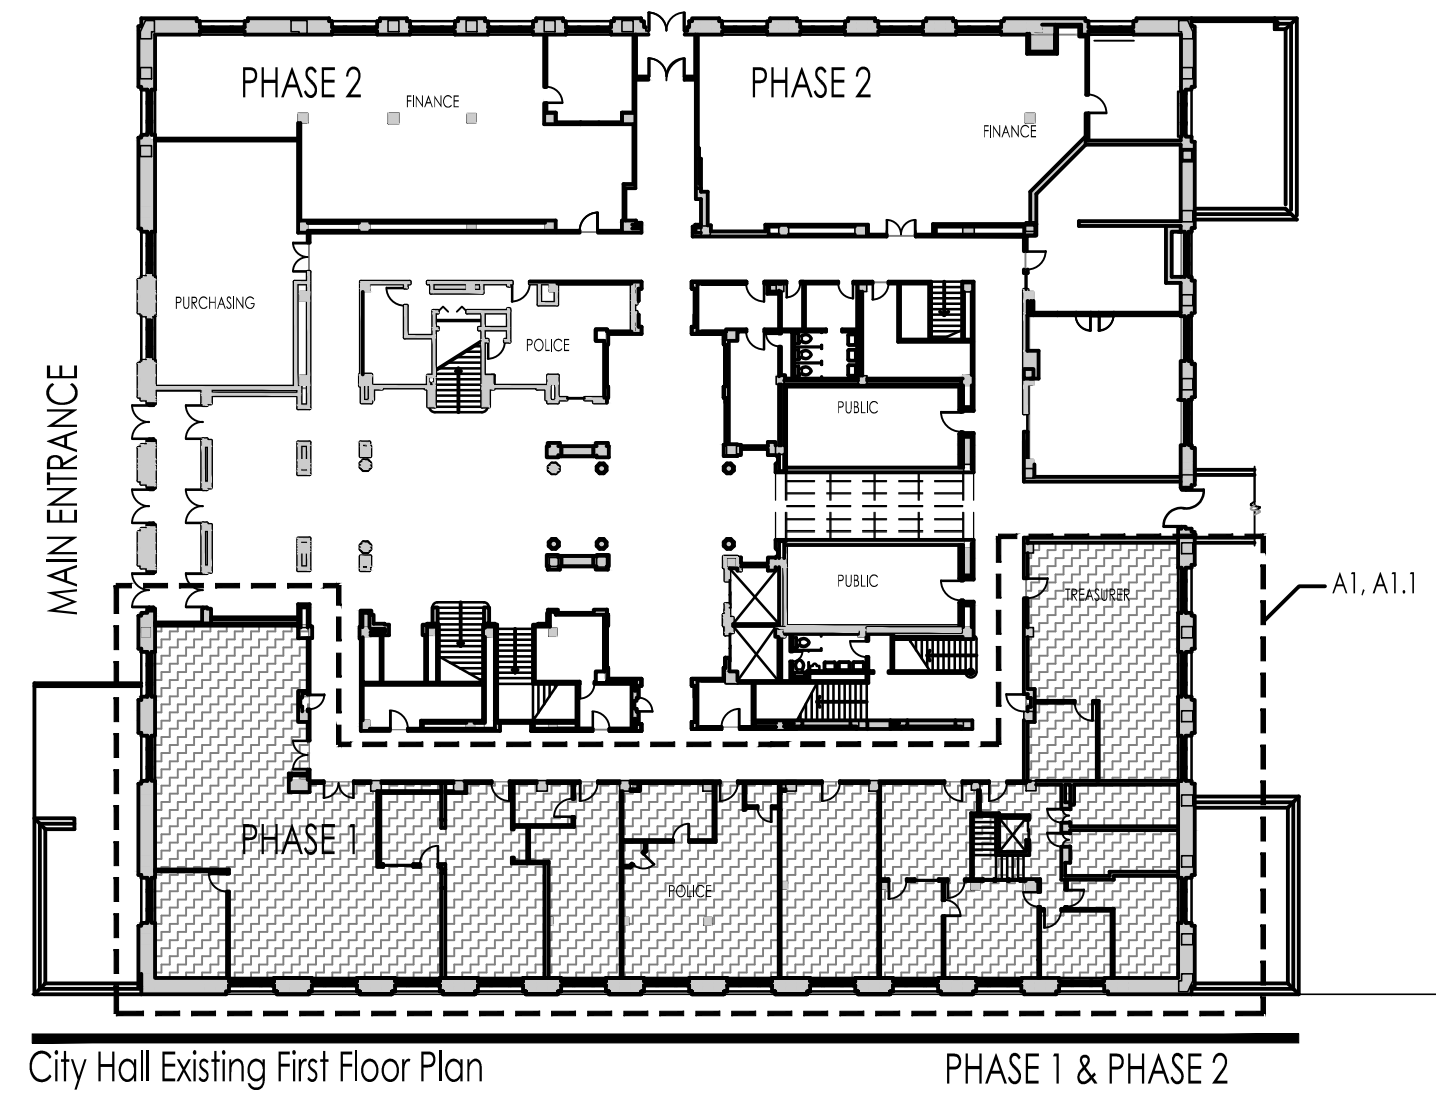 PHASE 2
FINANCE
PHASE 2
FINANCE
PURCHASING
POLICE
MAIN ENTRANCE
PUBLIC
PUBLIC
TREASURER
A1, A1.1
PHASE 1
POLICE
City Hall Existing First Floor Plan
PHASE 1 & PHASE 2